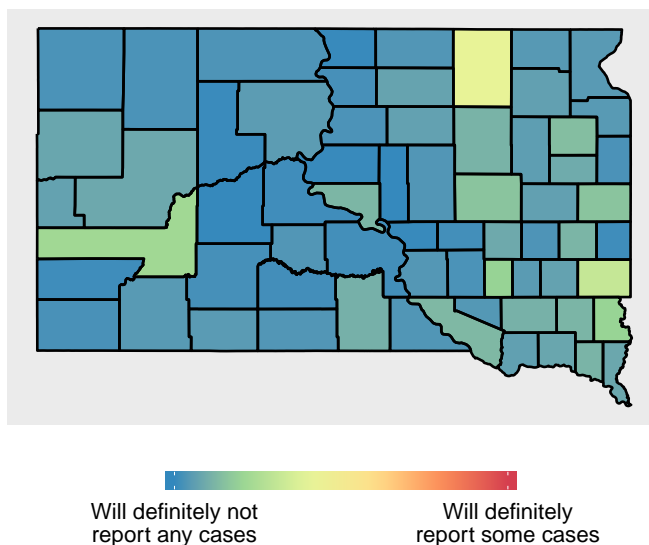 Will definitely not
report any cases
Will definitely
report some cases